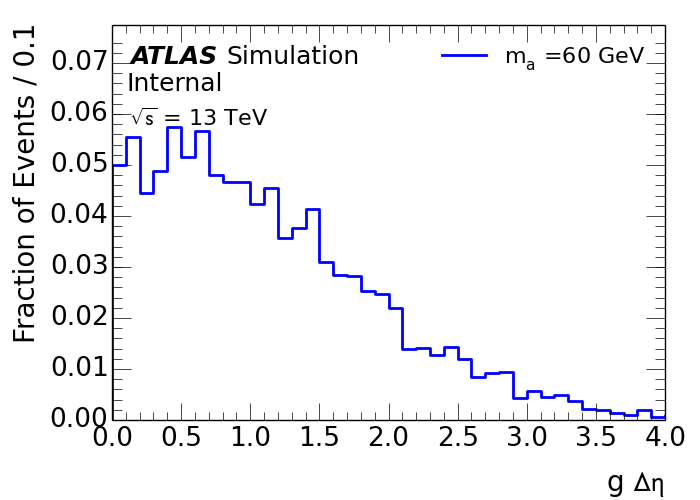 ATLAS Simulation
Internal
√s = 13 TeV
mₐ =60 GeV
Fraction of Events / 0.1
0.07
0.06
0.05
0.04
0.03
0.02
0.01
0.00
0.0 0.5 1.0 1.5 2.0 2.5 3.0 3.5 4.0
g Δη